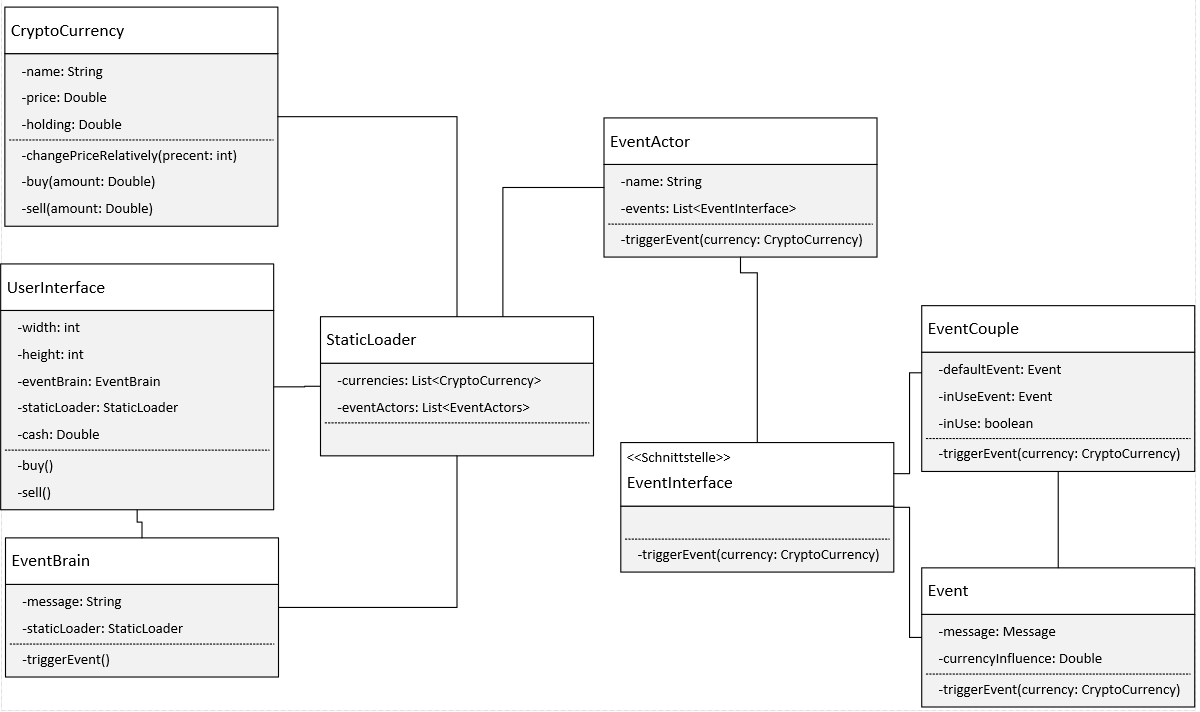 CryptoCurrency
-name: String
-price: Double
-holding: Double
-changePriceRelatively(precent: int)
-buy(amount: Double)
-sell(amount: Double)
UserInterface
-width: int
-height: int
-eventBrain: EventBrain
-staticLoader: StaticLoader
-cash: Double
-buy()
-sell()
EventBrain
-message: String
-staticLoader: StaticLoader
-triggerEvent()
StaticLoader
-currencies: List<CryptoCurrency>
-eventActors: List<EventActors>
EventActor
-name: String
-events: List<EventInterface>
-triggerEvent(currency: CryptoCurrency)
<<Schnittstelle>>
EventInterface
-triggerEvent(currency: CryptoCurrency)
EventCouple
-defaultEvent: Event
-inUseEvent: Event
-inUse: boolean
-triggerEvent(currency: CryptoCurrency)
Event
-message: Message
-currencyInfluence: Double
-triggerEvent(currency: CryptoCurrency)